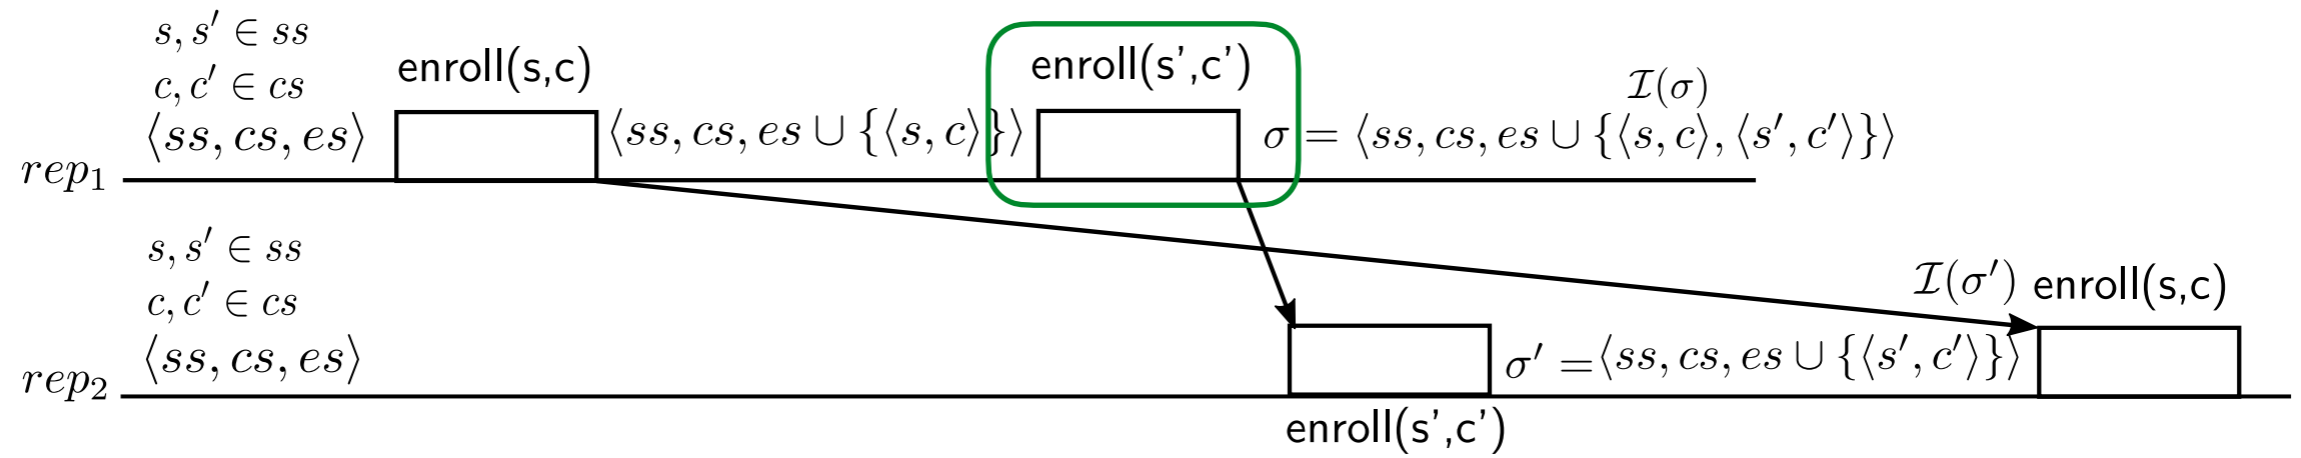 s, s′ ∈ ss
c, c′ ∈ cs
enroll(s,c)
enroll(s',c')
ℐ(σ)
⟨ss, cs, es⟩
⟨ss, cs, es ∪ {⟨s, c⟩}⟩
σ = ⟨ss, cs, es ∪ {⟨s, c⟩, ⟨s′, c′⟩}⟩
rep₁
s, s′ ∈ ss
c, c′ ∈ cs
ℐ(σ′) enroll(s,c)
⟨ss, cs, es⟩
σ′ =⟨ss, cs, es ∪ {⟨s′, c′⟩}⟩
rep₂
enroll(s',c')